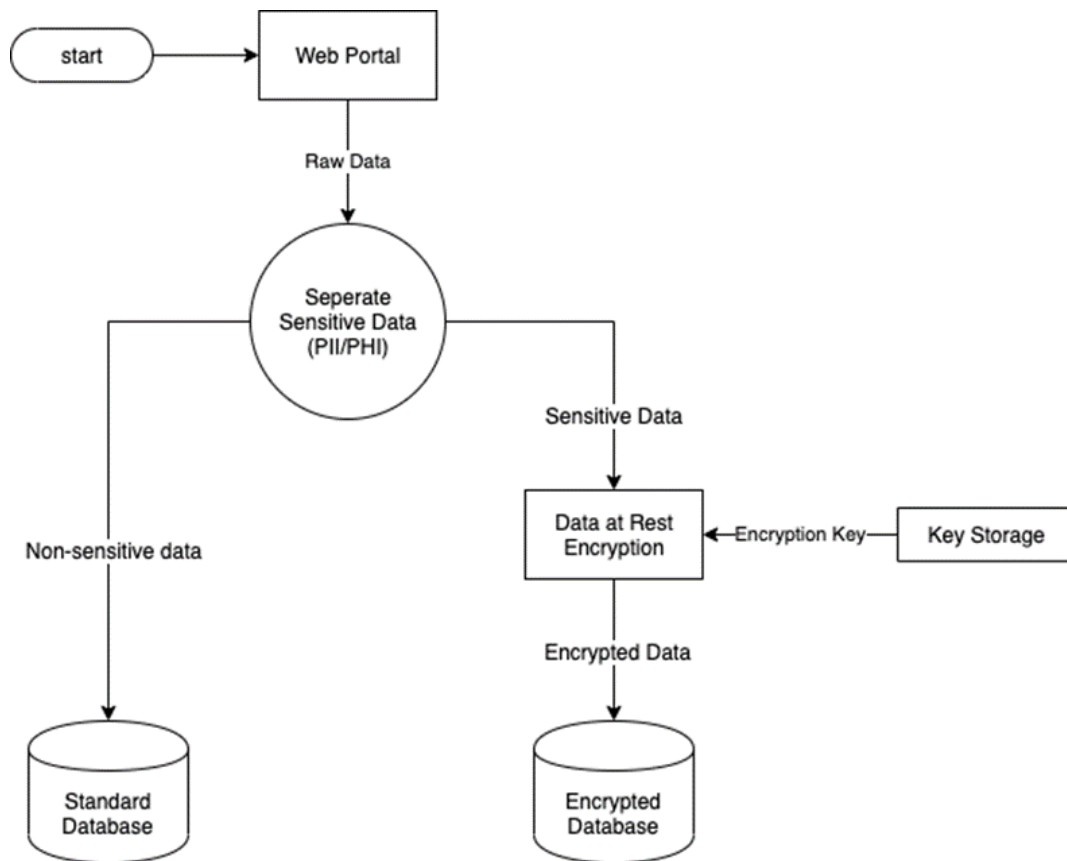 start
Web Portal
Raw Data
Seperate
Sensitive Data
(PII/PHI)
Sensitive Data
Non-sensitive data
Data at Rest
Encryption
Encryption Key
Key Storage
Encrypted Data
Standard
Database
Encrypted
Database